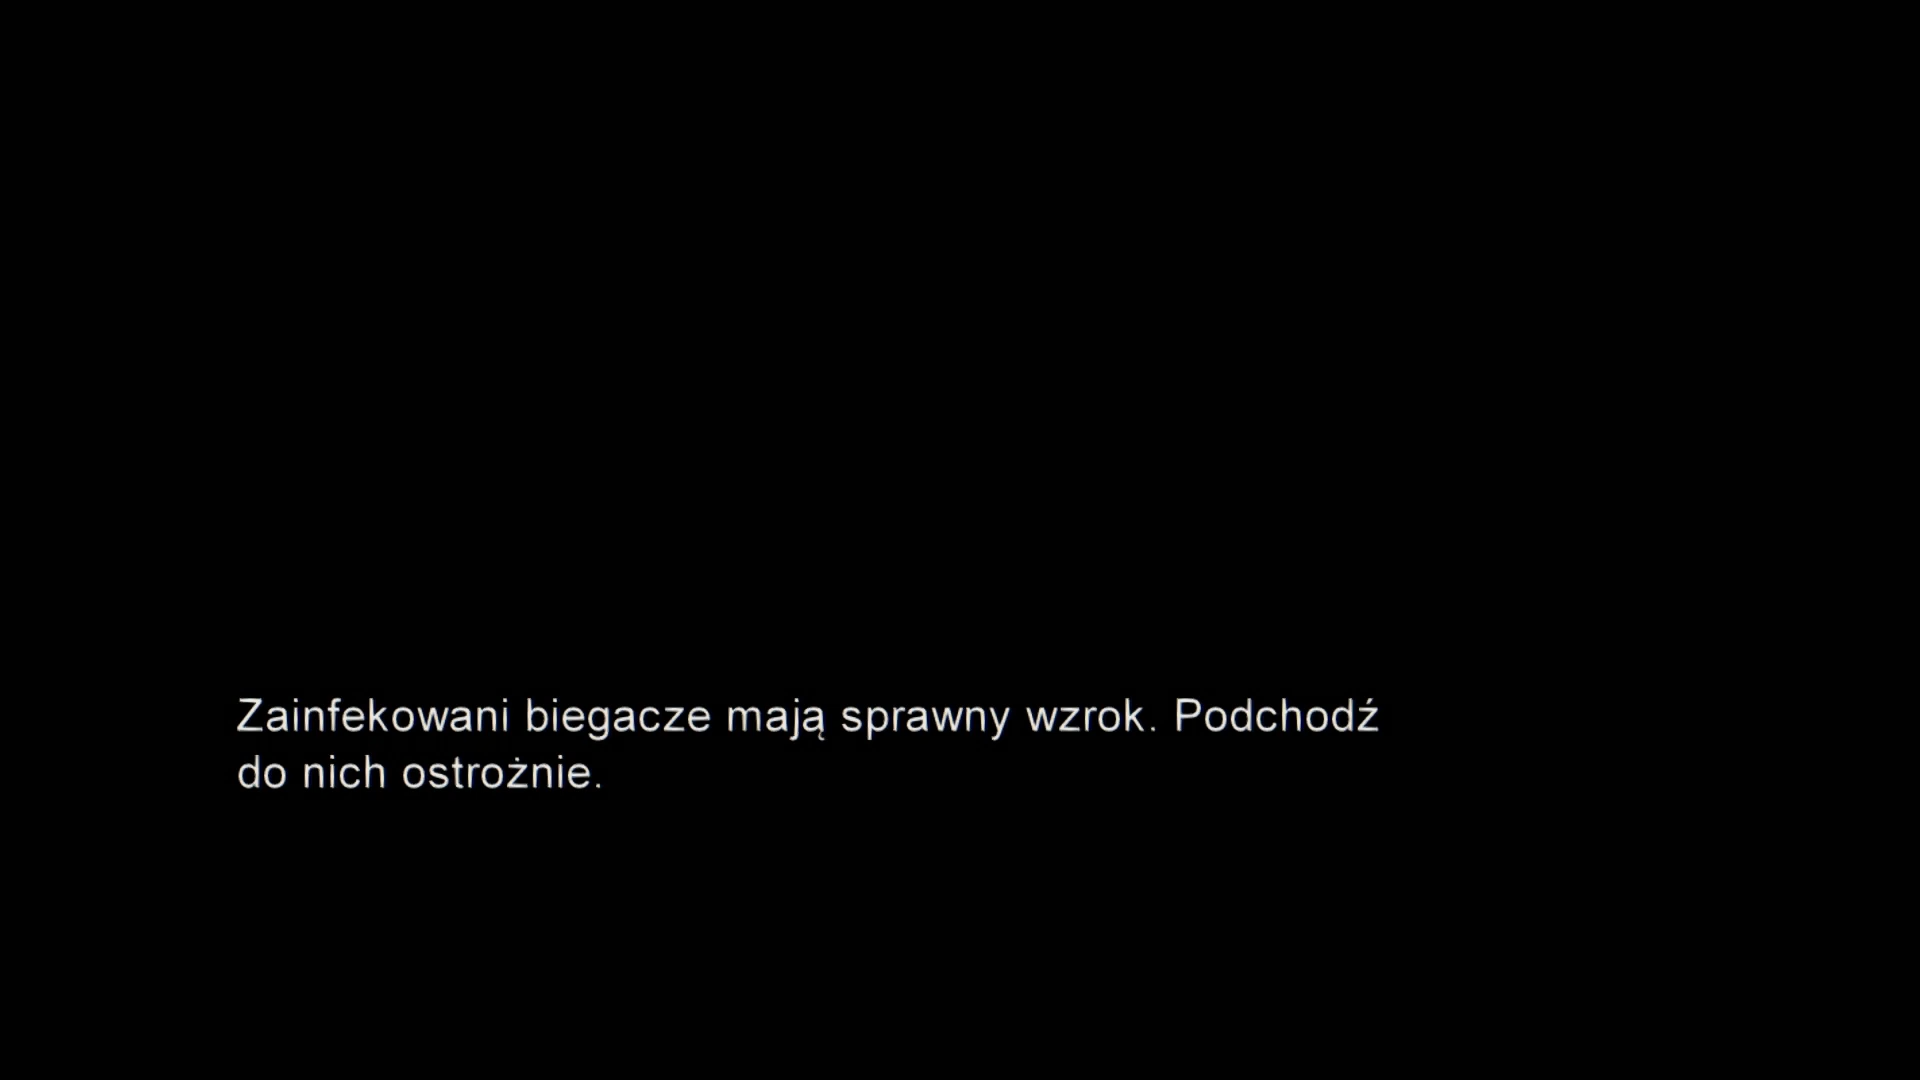 Zainfekowani biegacze mają sprawny wzrok. Podchodź
do nich ostrożnie.